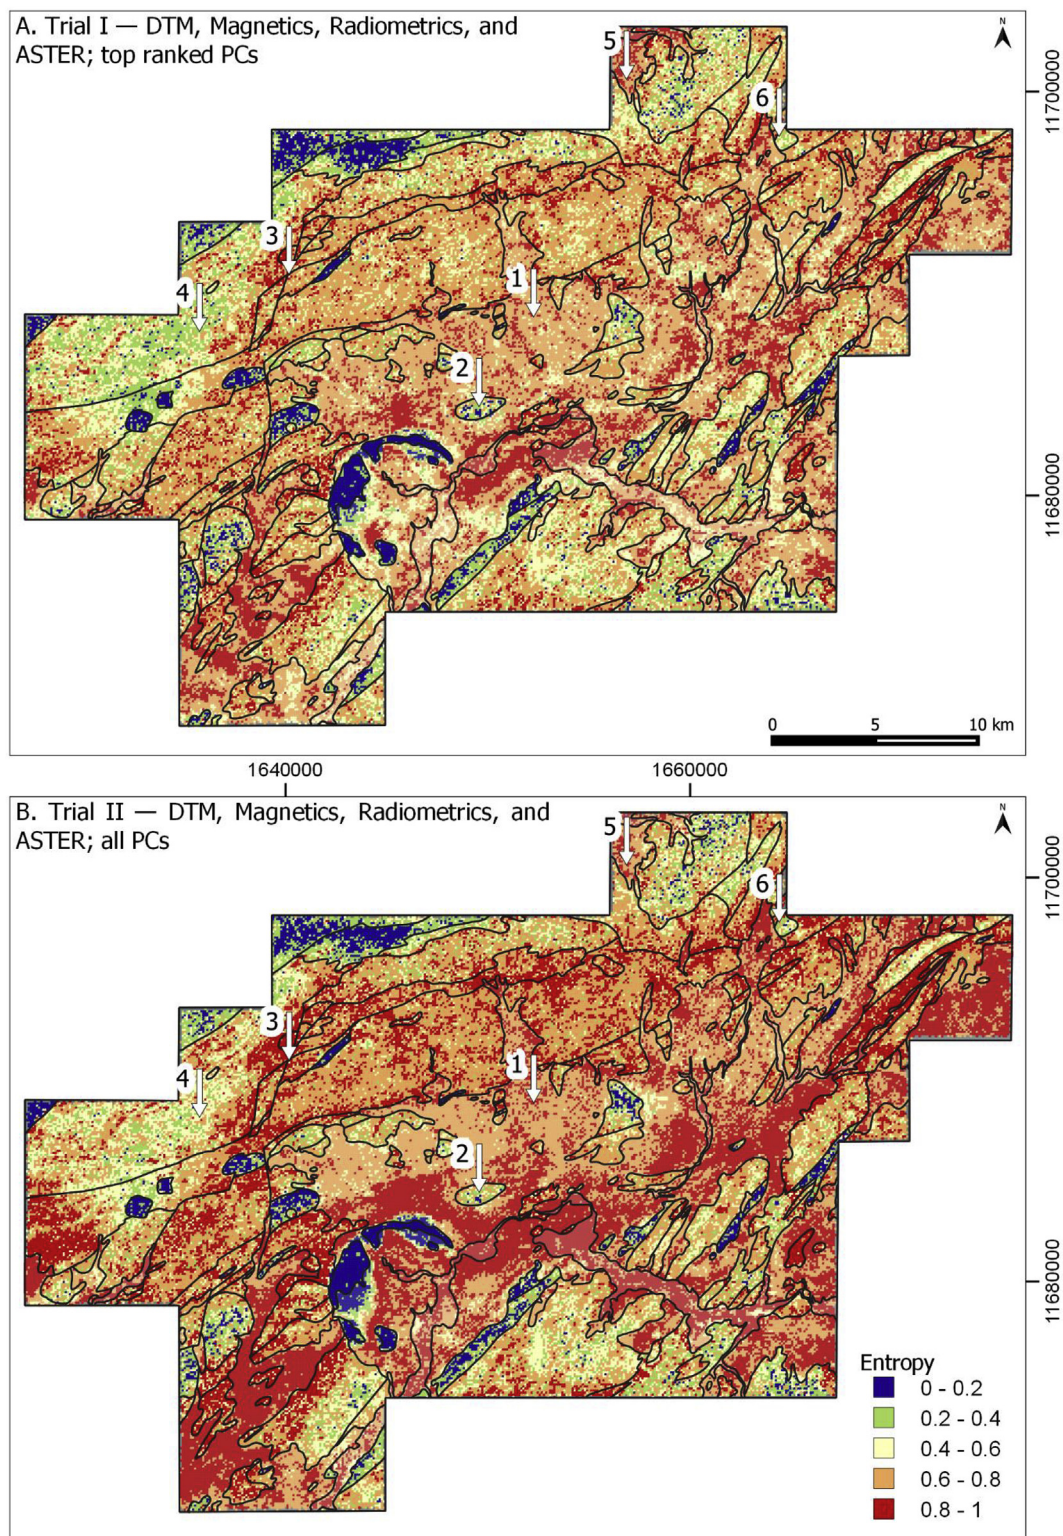 A. Trial I — DTM, Magnetics, Radiometrics, and
ASTER; top ranked PCs
N
5
6
11700000
3
1
4
2
11680000
0 5 10 km
1640000 1660000
B. Trial II — DTM, Magnetics, Radiometrics, and
ASTER; all PCs
N
5
6
11700000
3
1
4
2
11680000
Entropy
0 - 0.2
0.2 - 0.4
0.4 - 0.6
0.6 - 0.8
0.8 - 1